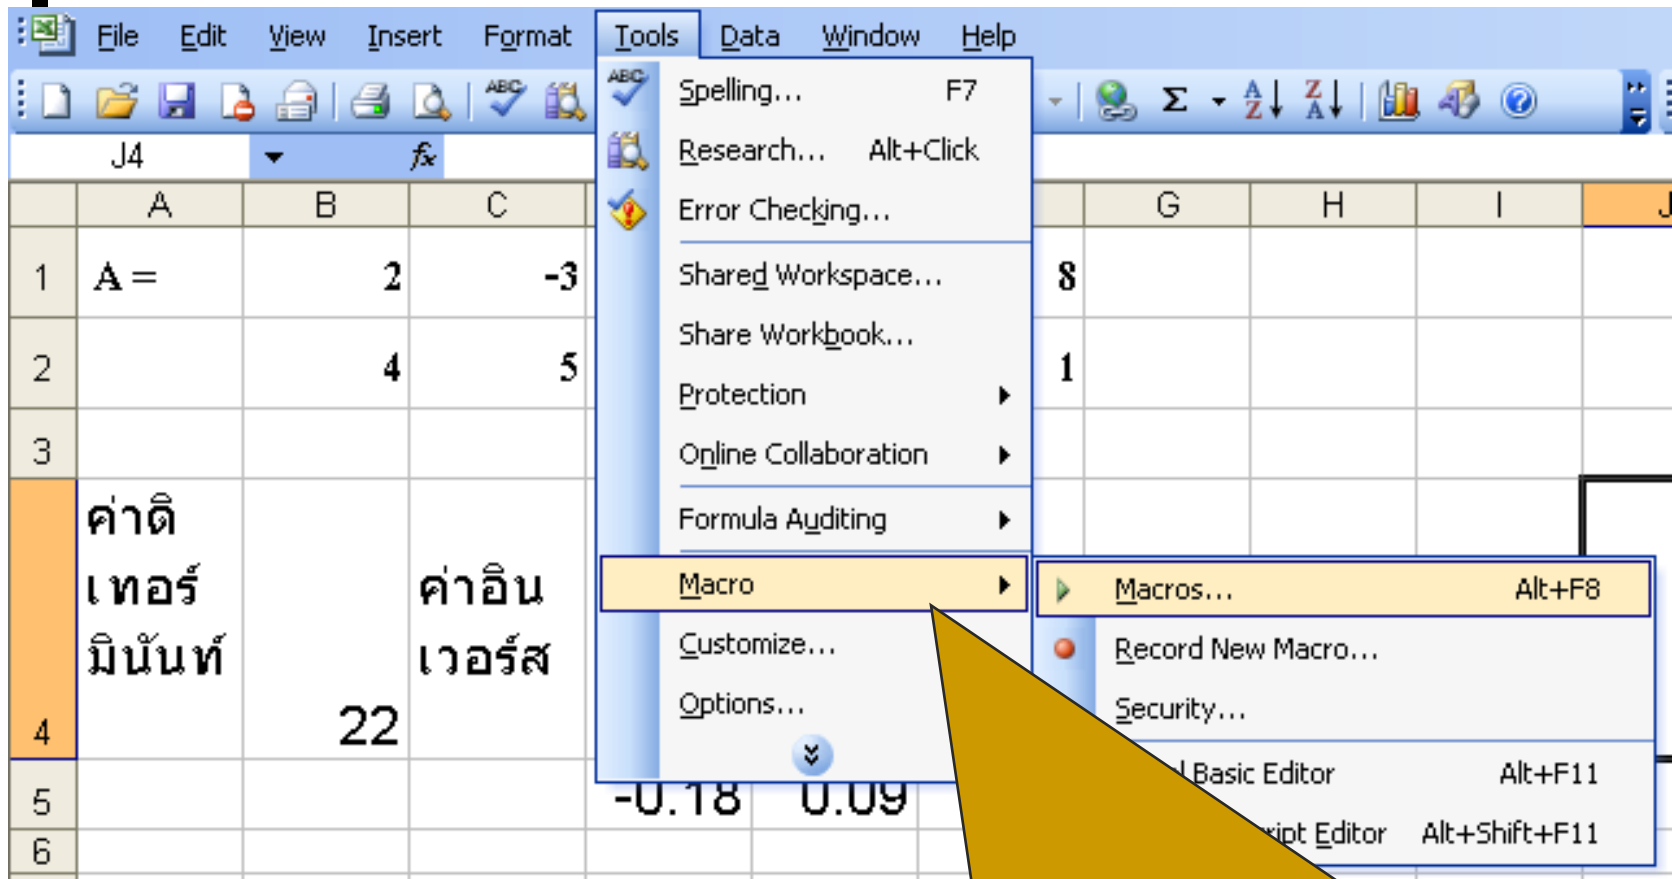 File Edit View Insert Format Tools Data Window Help
ABC
Σ A Z Z A
J4 fx
A B C G H I J
1 A = 2 -3 8
2 4 5 1
3
4 22
ค่าดิ
เทอร์
มินันท์
ค่าอิน
เวอร์ส
5 -0.18 0.09
6
ABC Spelling... F7
Research... Alt+Click
Error Checking...
Shared Workspace...
Share Workbook...
Protection
Online Collaboration
Formula Auditing
Macro
Customize...
Options...
Macros... Alt+F8
Record New Macro...
Security...
Basic Editor Alt+F11
Editor Alt+Shift+F11